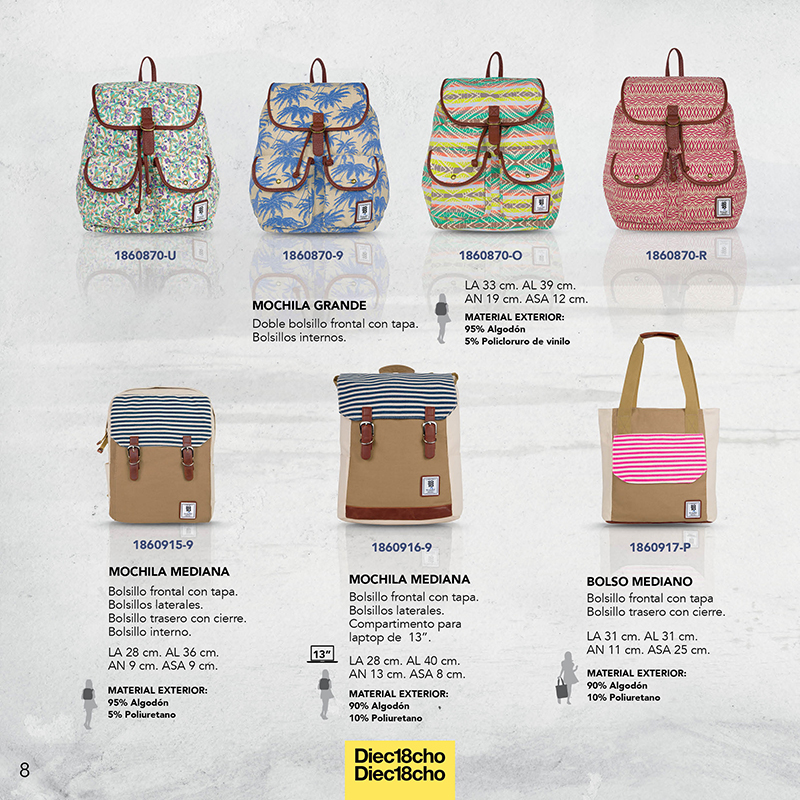 1860870-U
1860870-9
1860870-O
1860870-R
MOCHILA GRANDE
Doble bolsillo frontal con tapa.
Bolsillos internos.
LA 33 cm. AL 39 cm.
AN 19 cm. ASA 12 cm.
MATERIAL EXTERIOR:
95% Algodón
5% Policloruro de vinilo
1860915-9
MOCHILA MEDIANA
Bolsillo frontal con tapa.
Bolsillos laterales.
Bolsillo trasero con cierre.
Bolsillo interno.
LA 28 cm. AL 36 cm.
AN 9 cm. ASA 9 cm.
MATERIAL EXTERIOR:
95% Algodón
5% Poliuretano
1860916-9
MOCHILA MEDIANA
Bolsillo frontal con tapa.
Bolsillos laterales.
Compartimento para
laptop de 13”.
13”
LA 28 cm. AL 40 cm.
AN 13 cm. ASA 8 cm.
MATERIAL EXTERIOR:
90% Algodón
10% Poliuretano
1860917-P
BOLSO MEDIANO
Bolsillo frontal con tapa
Bolsillo trasero con cierre.
LA 31 cm. AL 31 cm.
AN 11 cm. ASA 25 cm.
MATERIAL EXTERIOR:
90% Algodón
10% Poliuretano
8
Diec18cho
Diec18cho